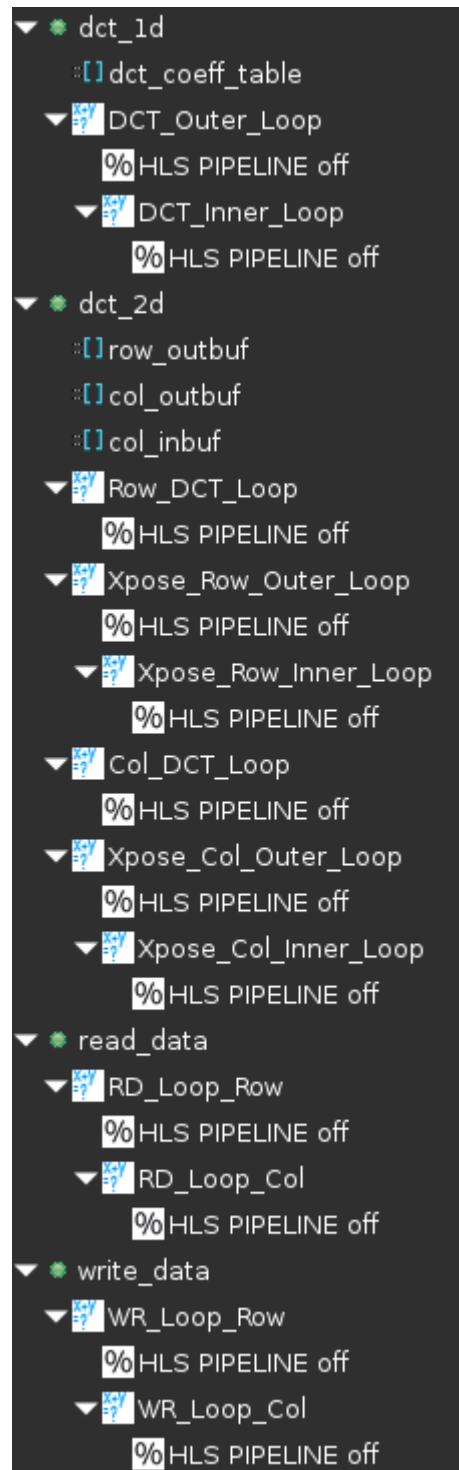 dct_1d
dct_coeff_table
DCT_Outer_Loop
% HLS PIPELINE off
DCT_Inner_Loop
% HLS PIPELINE off
dct_2d
row_outbuf
col_outbuf
col_inbuf
Row_DCT_Loop
% HLS PIPELINE off
Xpose_Row_Outer_Loop
% HLS PIPELINE off
Xpose_Row_Inner_Loop
% HLS PIPELINE off
Col_DCT_Loop
% HLS PIPELINE off
Xpose_Col_Outer_Loop
% HLS PIPELINE off
Xpose_Col_Inner_Loop
% HLS PIPELINE off
read_data
RD_Loop_Row
% HLS PIPELINE off
RD_Loop_Col
% HLS PIPELINE off
write_data
WR_Loop_Row
% HLS PIPELINE off
WR_Loop_Col
% HLS PIPELINE off